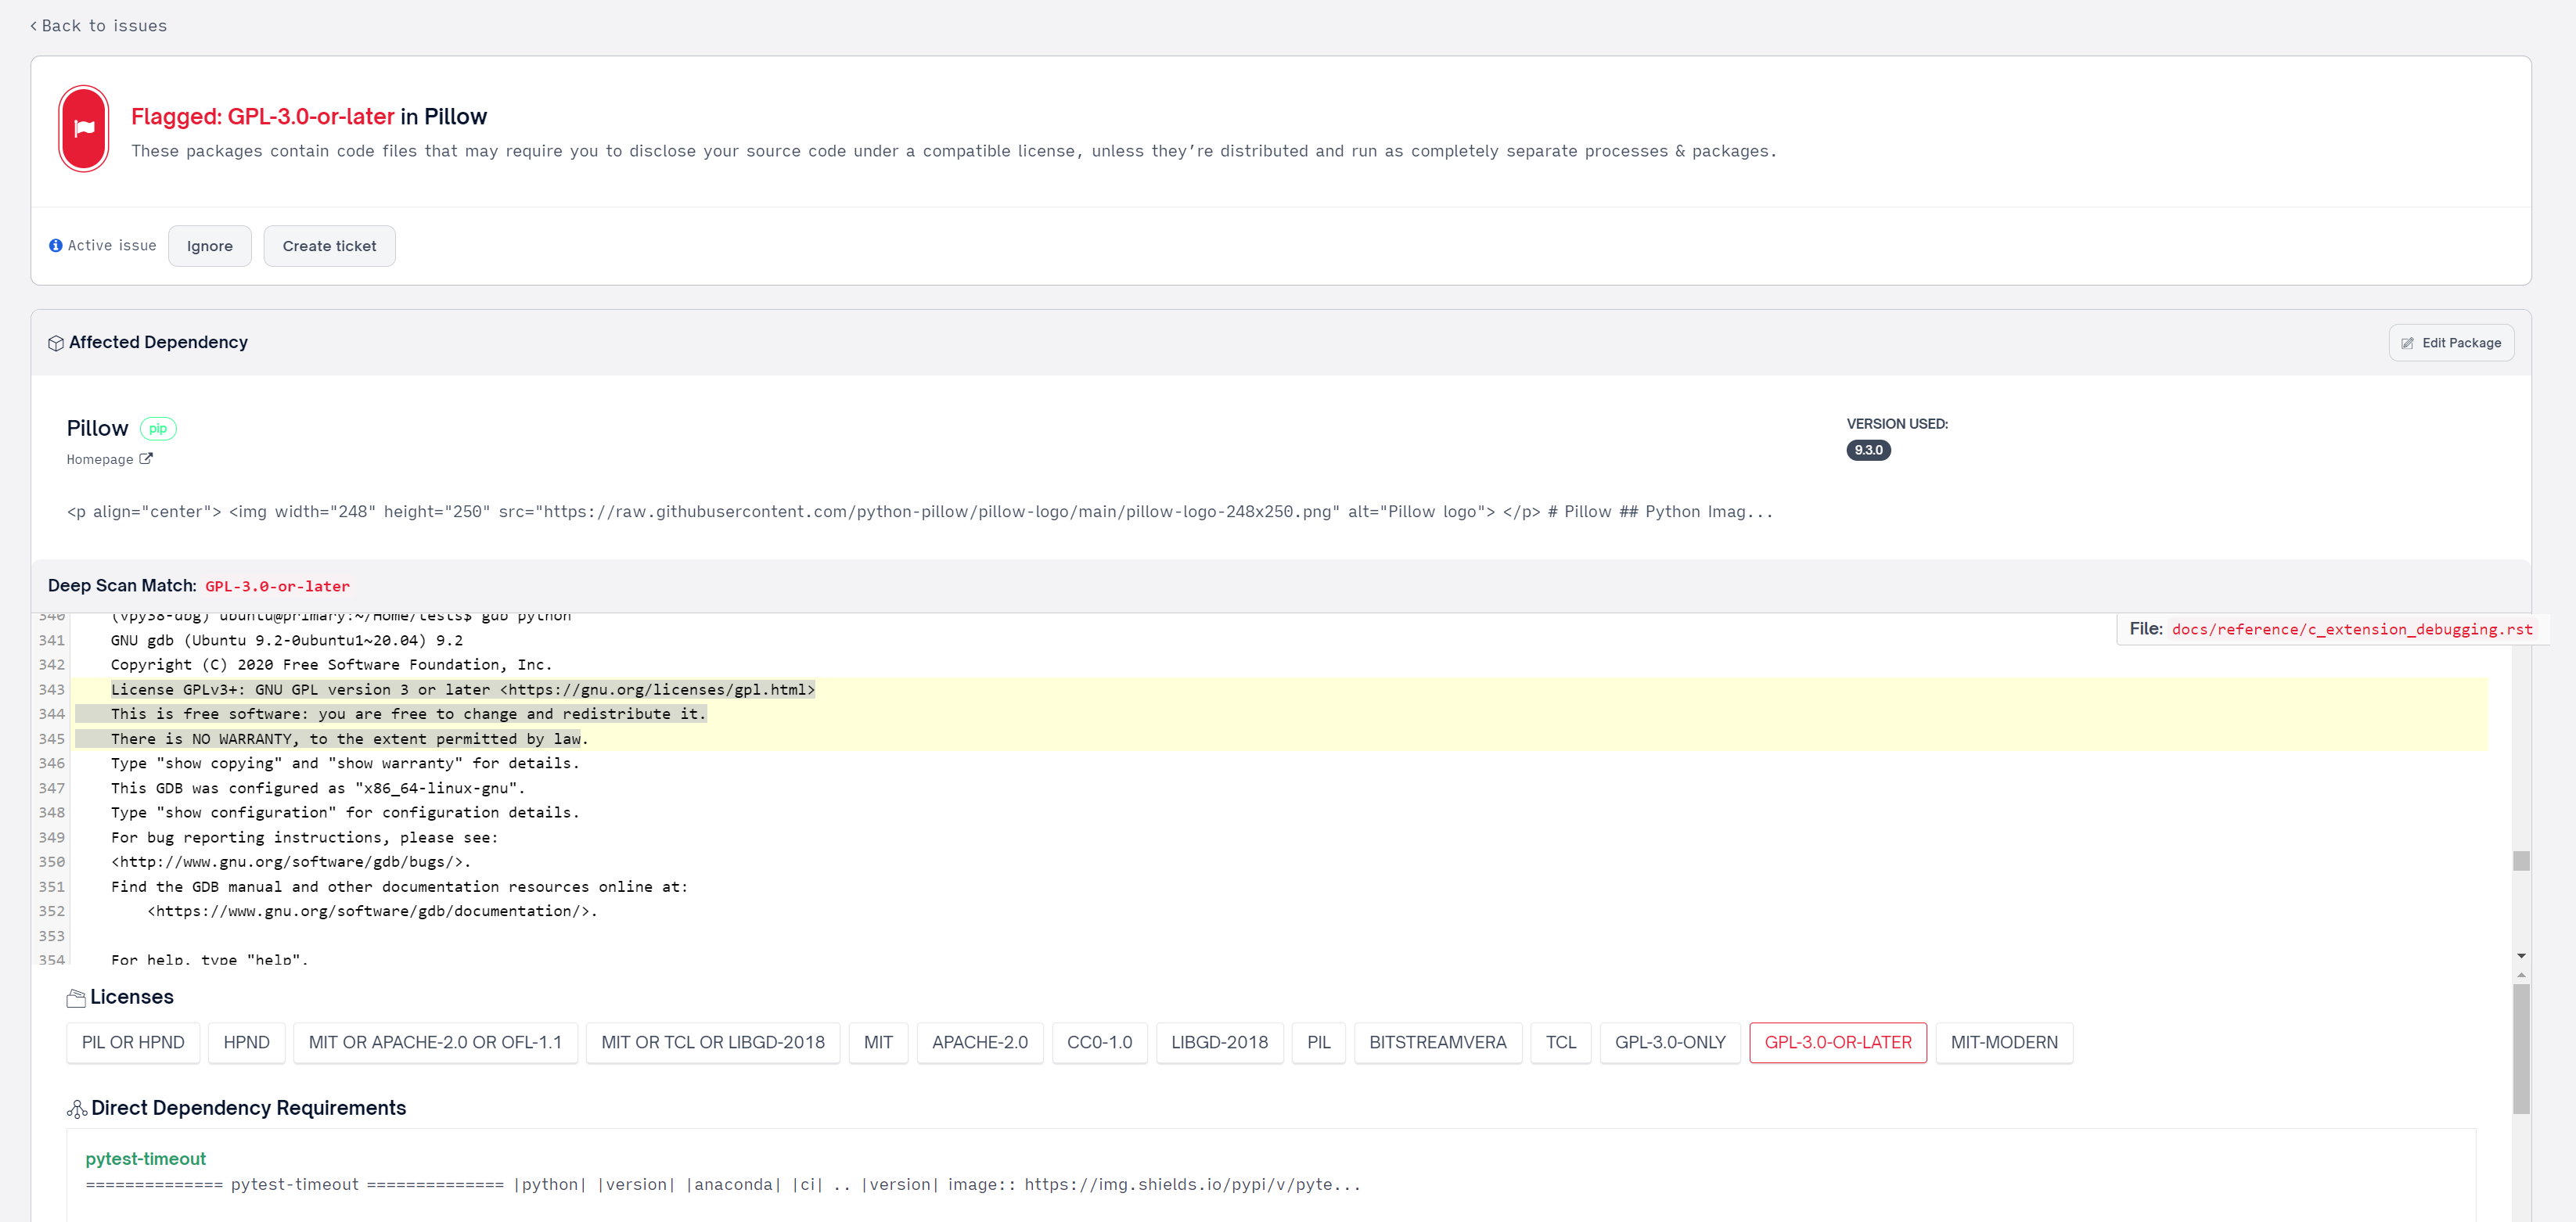 Back to issues
Flagged: GPL-3.0-or-later in Pillow
These packages contain code files that may require you to disclose your source code under a compatible license, unless they're distributed and run as completely separate processes & packages.
Active issue Ignore Create ticket
Affected Dependency Edit Package
Pillow pip
Homepage
VERSION USED:
9.3.0
<p align="center"> <img width="248" height="250" src="https://raw.githubusercontent.com/python-pillow/pillow-logo/main/pillow-logo-248x250.png" alt="Pillow logo"> </p> # Pillow ## Python Imag...
Deep Scan Match: GPL-3.0-or-later
File: docs/reference/c_extension_debugging.rst
340 (vpy38-dbg) ubuntu@primary:~/Home/tests$ gdb python
341 GNU gdb (Ubuntu 9.2-0ubuntu1~20.04) 9.2
342 Copyright (C) 2020 Free Software Foundation, Inc.
343 License GPLv3+: GNU GPL version 3 or later <https://gnu.org/licenses/gpl.html>
344 This is free software: you are free to change and redistribute it.
345 There is NO WARRANTY, to the extent permitted by law.
346 Type "show copying" and "show warranty" for details.
347 This GDB was configured as "x86_64-linux-gnu".
348 Type "show configuration" for configuration details.
349 For bug reporting instructions, please see:
350 <http://www.gnu.org/software/gdb/bugs/>.
351 Find the GDB manual and other documentation resources online at:
352 <https://www.gnu.org/software/gdb/documentation/>.
353
354 For help, type "help".
Licenses
PIL OR HPND HPND MIT OR APACHE-2.0 OR OFL-1.1 MIT OR TCL OR LIBGD-2018 MIT APACHE-2.0 CC0-1.0 LIBGD-2018 PIL BITSTREAMVERA TCL GPL-3.0-ONLY GPL-3.0-OR-LATER MIT-MODERN
Direct Dependency Requirements
pytest-timeout
============== pytest-timeout ============== |python| |version| |anaconda| |ci| .. |version| image:: https://img.shields.io/pypi/v/pyte...